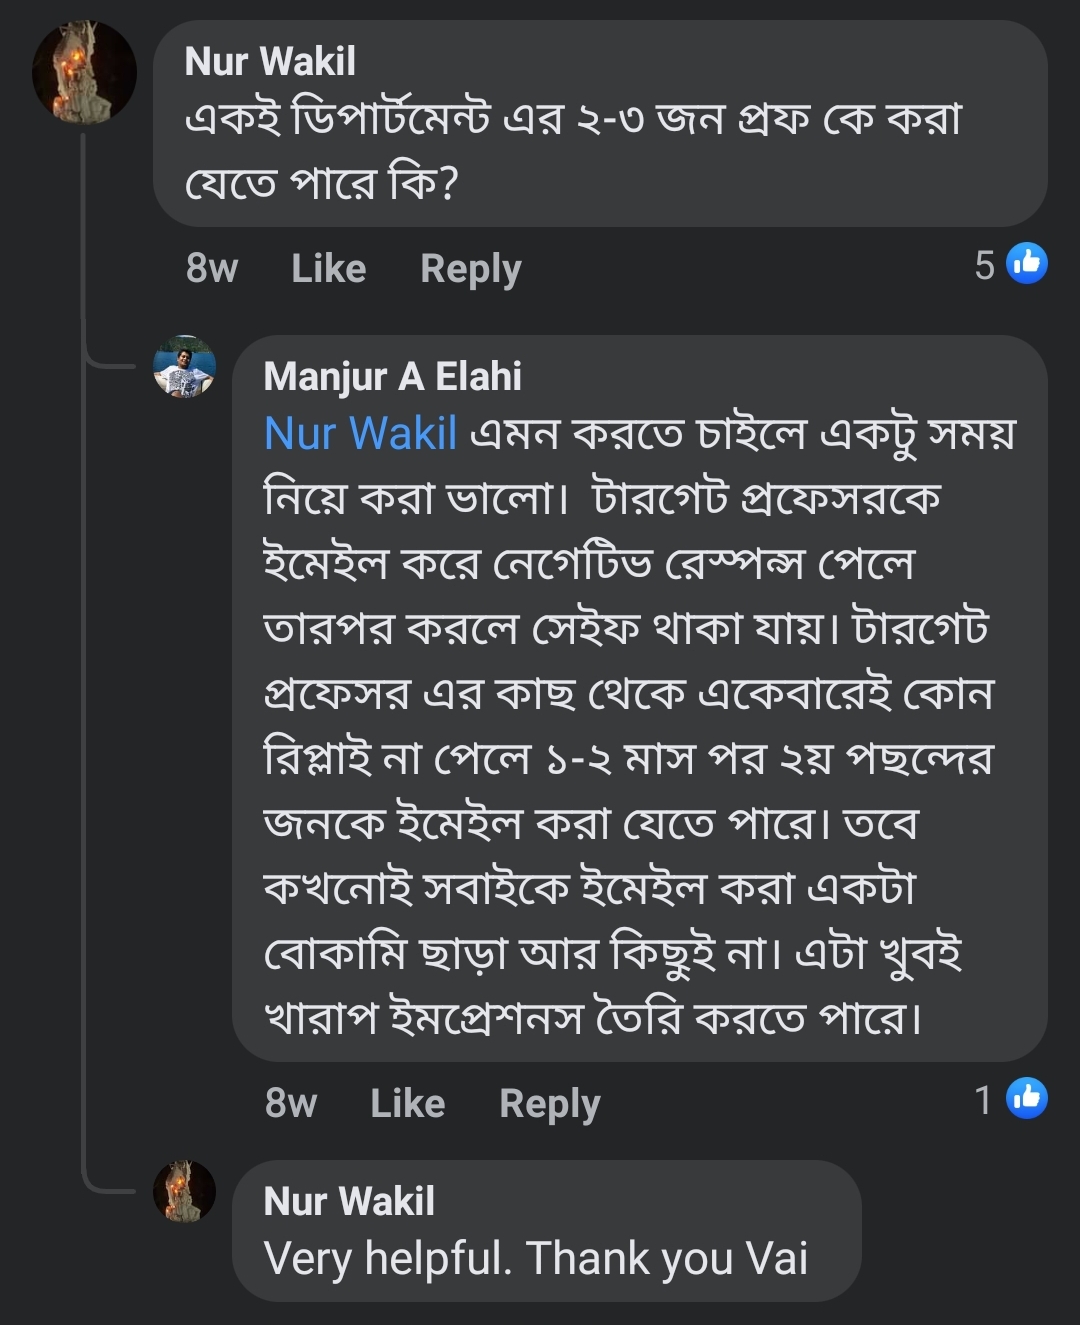 Nur Wakil
একই ডিপার্টমেন্ট এর ২-৩ জন প্রফ কে করা
যেতে পারে কি?
8w Like Reply 5
Manjur A Elahi
Nur Wakil এমন করতে চাইলে একটু সময়
নিয়ে করা ভালো। টারগেট প্রফেসরকে
ইমেইল করে নেগেটিভ রেস্পন্স পেলে
তারপর করলে সেইফ থাকা যায়। টারগেট
প্রফেসর এর কাছ থেকে একেবারেই কোন
রিপ্লাই না পেলে ১-২ মাস পর ২য় পছন্দের
জনকে ইমেইল করা যেতে পারে। তবে
কখনোই সবাইকে ইমেইল করা একটা
বোকামি ছাড়া আর কিছুই না। এটা খুবই
খারাপ ইমপ্রেশনস তৈরি করতে পারে।
8w Like Reply 1
Nur Wakil
Very helpful. Thank you Vai